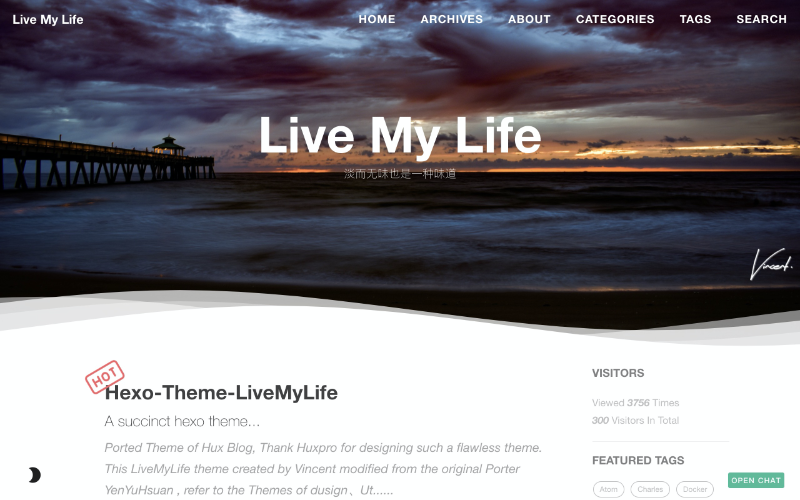 Live My Life
HOME ARCHIVES ABOUT CATEGORIES TAGS SEARCH
Live My Life
淡而无味也是一种味道
Vincent.
HOT
Hexo-Theme-LiveMyLife
A succinct hexo theme...
Ported Theme of Hux Blog, Thank Huxpro for designing such a flawless theme.
This LiveMyLife theme created by Vincent modified from the original Porter
YenYuHsuan , refer to the Themes of dusign 、Ut......
VISITORS
Viewed 3756 Times
300 Visitors In Total
FEATURED TAGS
Atom Charles Docker
OPEN CHAT